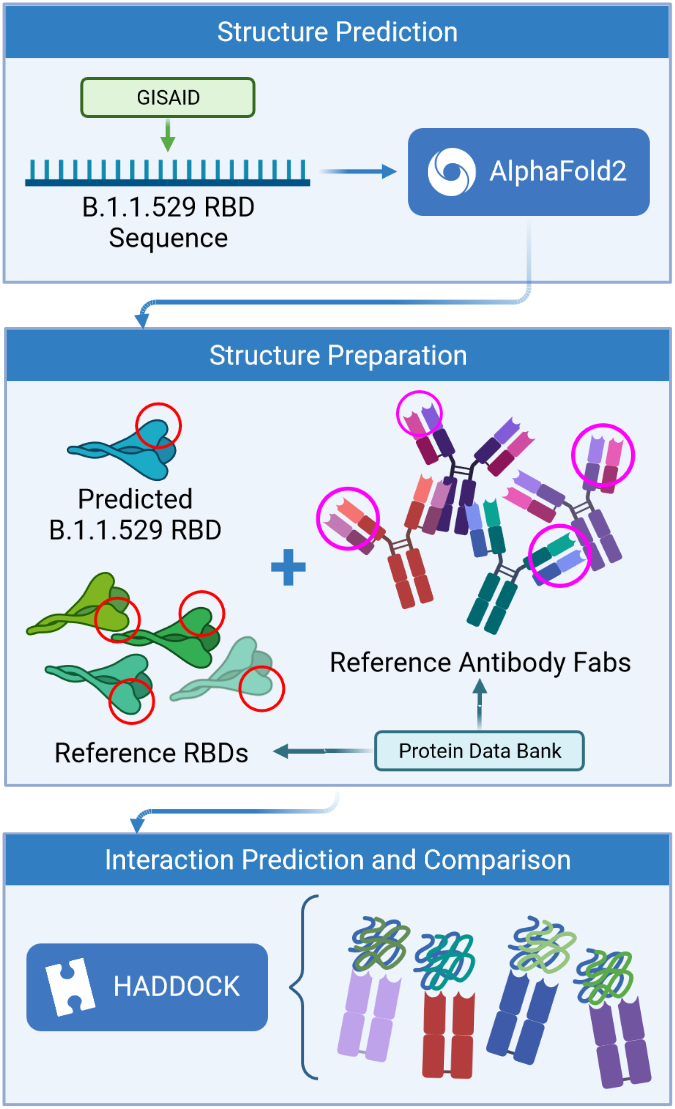 Structure Prediction
GISAID
B.1.1.529 RBD
Sequence
AlphaFold2
Structure Preparation
Predicted
B.1.1.529 RBD
Reference Antibody Fabs
Reference RBDs
Protein Data Bank
Interaction Prediction and Comparison
HADDOCK